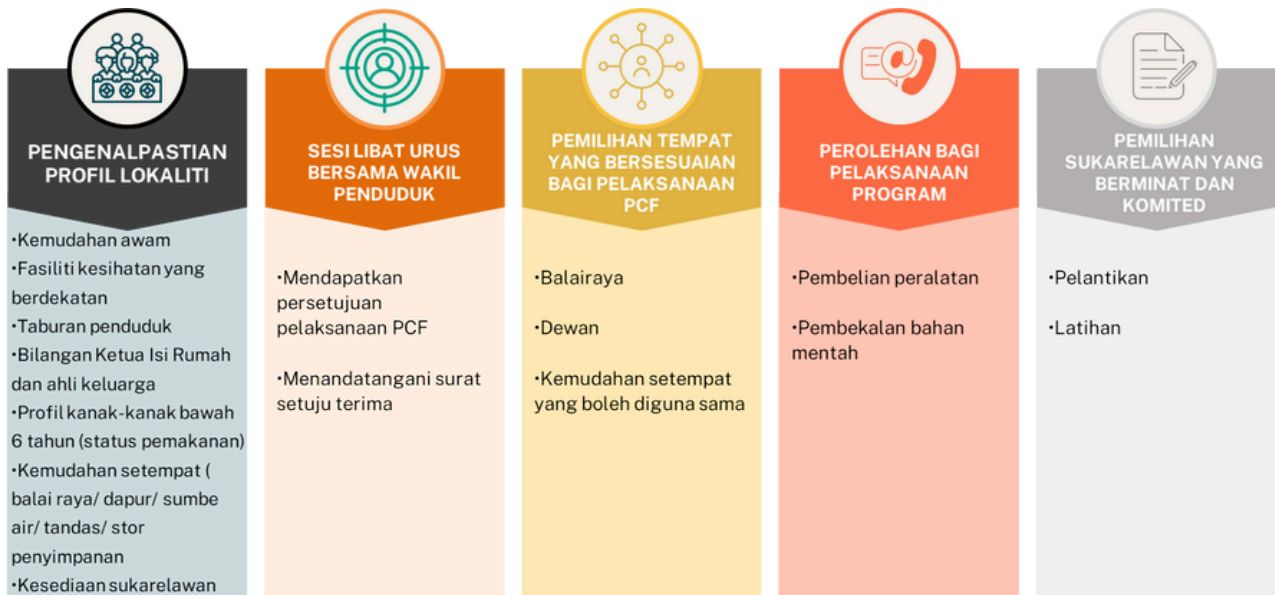 PENGENALPASTIAN
PROFIL LOKALITI
•Kemudahan awam
•Fasiliti kesihatan yang
berdekatan
•Taburan penduduk
•Bilangan Ketua Isi Rumah
dan ahli keluarga
•Profil kanak-kanak bawah
6 tahun (status pemakanan)
•Kemudahan setempat (
balai raya/ dapur/ sumbe
air/ tandas/ stor
penyimpanan
•Kesediaan sukarelawan
SESI LIBAT URUS
BERSAMA WAKIL
PENDUDUK
•Mendapatkan
persetujuan
pelaksanaan PCF
•Menandatangani surat
setuju terima
PEMILIHAN TEMPAT
YANG BERSESUAIAN
BAGI PELAKSANAAN
PCF
•Balairaya
•Dewan
•Kemudahan setempat
yang boleh diguna sama
@
PEROLEHAN BAGI
PELAKSANAAN
PROGRAM
•Pembelian peralatan
•Pembekalan bahan
mentah
PEMILIHAN
SUKARELAWAN YANG
BERMINAT DAN
KOMITED
•Pelantikan
•Latihan